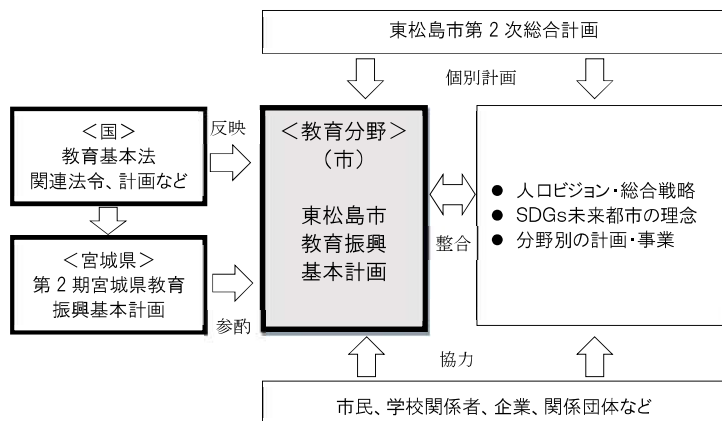 東松島市第２次総合計画
個別計画
＜国＞
教育基本法
関連法令、計画など
反映
＜宮城県＞
第２期宮城県教育
振興基本計画
参酌
＜教育分野＞
（市）
東松島市
教育振興
基本計画
整合
● 人口ビジョン・総合戦略
● SDGs未来都市の理念
● 分野別の計画・事業
協力
市民、学校関係者、企業、関係団体など